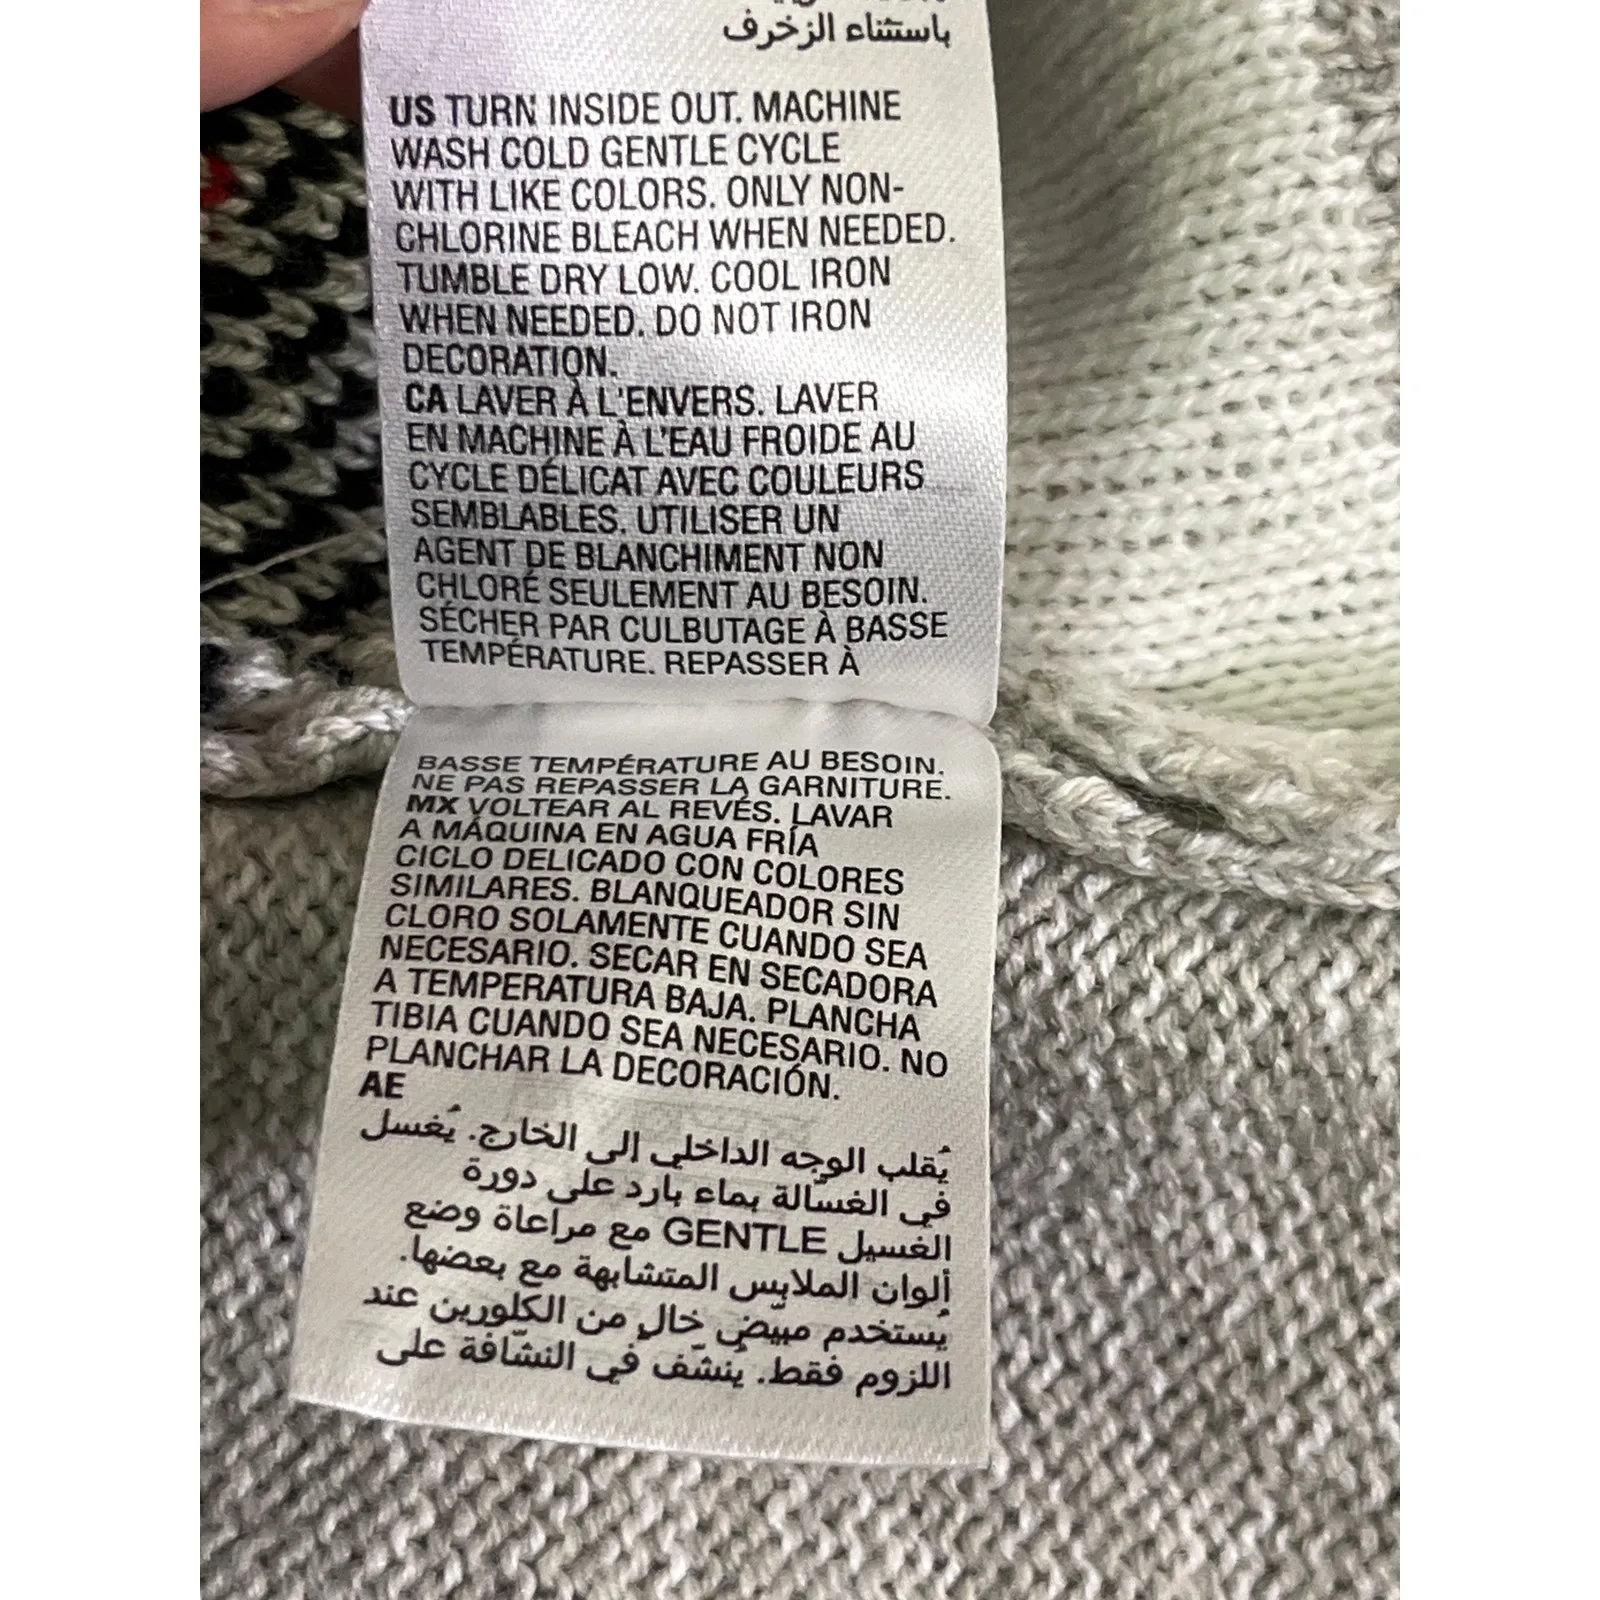 باستثناء الزخرف
US TURN INSIDE OUT. MACHINE
WASH COLD GENTLE CYCLE
WITH LIKE COLORS. ONLY NON-
CHLORINE BLEACH WHEN NEEDED.
TUMBLE DRY LOW. COOL IRON
WHEN NEEDED. DO NOT IRON
DECORATION.
CA LAVER À L'ENVERS. LAVER
EN MACHINE À L'EAU FROIDE AU
CYCLE DÉLICAT AVEC COULEURS
SEMBLABLES. UTILISER UN
AGENT DE BLANCHIMENT NON
CHLORÉ SEULEMENT AU BESOIN.
SÉCHER PAR CULBUTAGE À BASSE
TEMPÉRATURE. REPASSER À
BASSE TEMPÉRATURE AU BESOIN.
NE PAS REPASSER LA GARNITURE.
MX VOLTEAR AL REVÉS. LAVAR
A MÁQUINA EN AGUA FRÍA
CICLO DELICADO CON COLORES
SIMILARES. BLANQUEADOR SIN
CLORO SOLAMENTE CUANDO SEA
NECESARIO. SECAR EN SECADORA
A TEMPERATURA BAJA. PLANCHA
TIBIA CUANDO SEA NECESARIO. NO
PLANCHAR LA DECORACIÓN.
AE
يُقلب الوجه الداخلي إلى الخارج. يُغسل
في الغسّالة بماء بارد على دورة
الغسيل GENTLE مع مراعاة وضع
ألوان الملابس المتشابهة مع بعضها.
يُستخدم مبيّض خالٍ من الكلورين عند
اللزوم فقط. ينشّف في النشّافة على